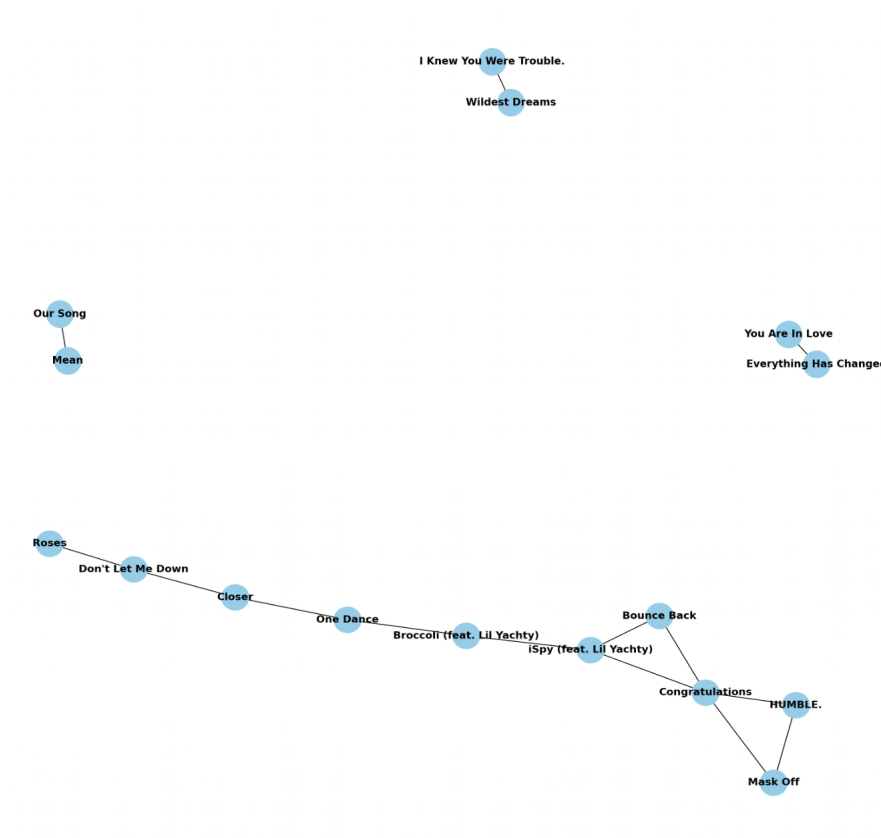 I Knew You Were Trouble.
Wildest Dreams
Our Song
You Are In Love
Mean
Everything Has Changed
Roses
Don't Let Me Down
Closer
One Dance
Bounce Back
Broccoli (feat. Lil Yachty)
iSpy (feat. Lil Yachty)
Congratulations
HUMBLE.
Mask Off